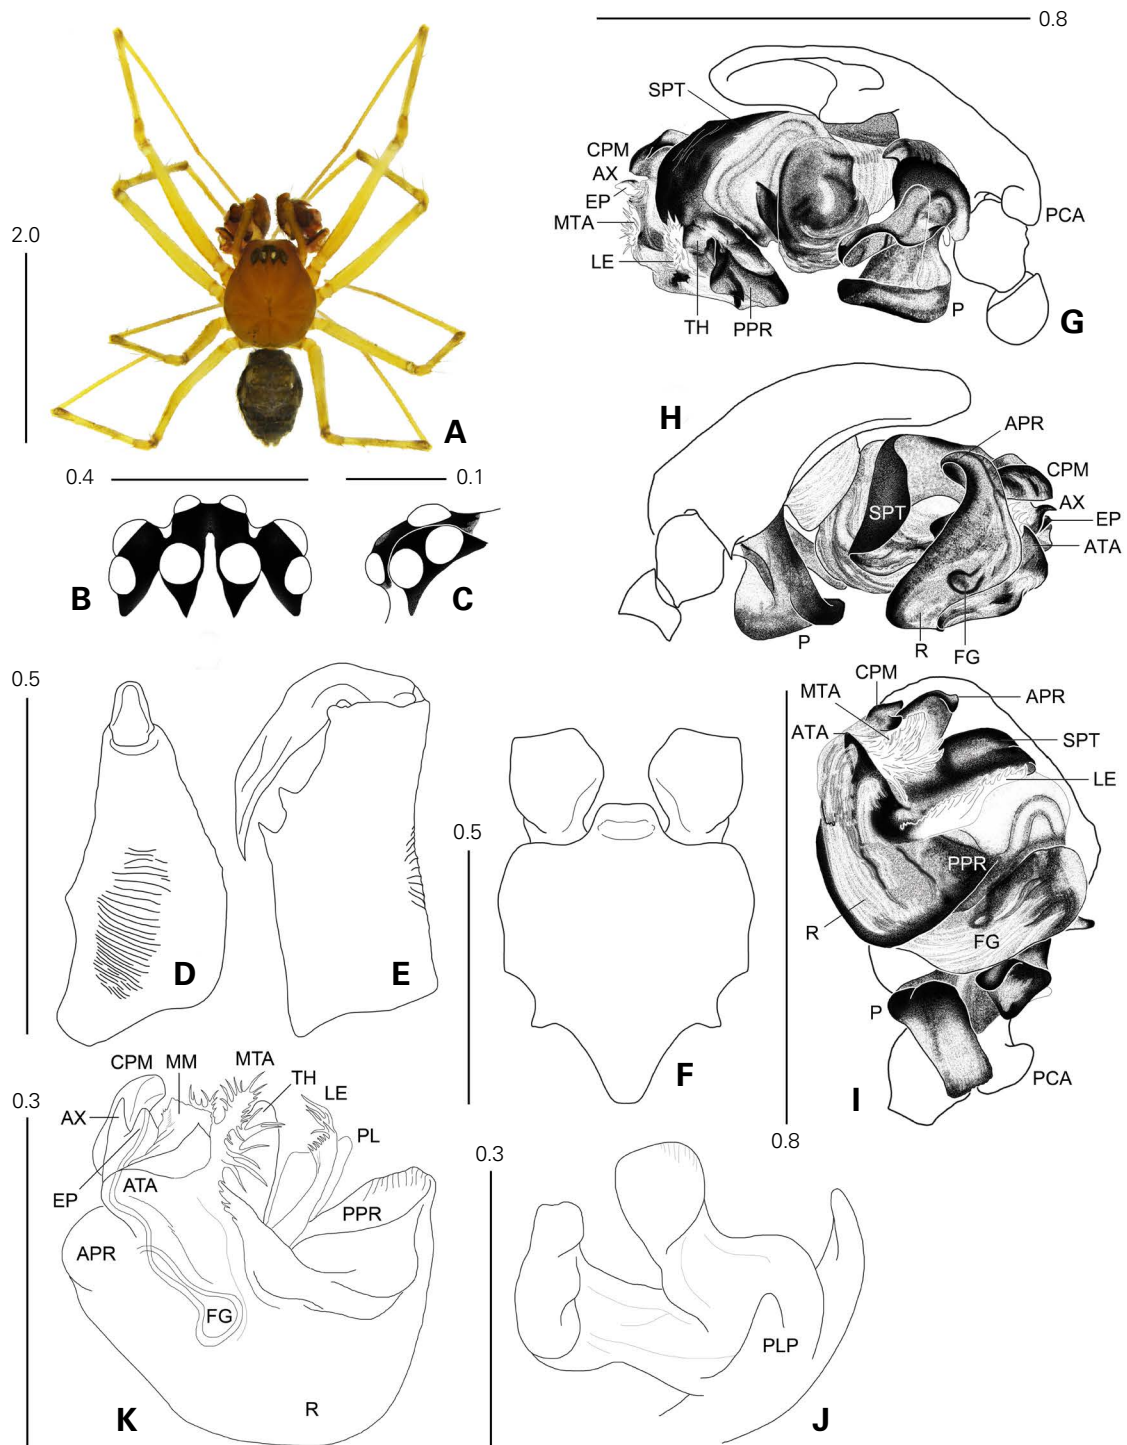 2.0
A
0.8
SPT
CPM
AX
EP
MTA
LE
TH
PPR
P
PCA
G
0.4
0.1
B
C
H
APR
CPM
AX
EP
ATA
SPT
P
R
FG
0.5
D
E
0.5
F
CPM
MTA
ATA
APR
SPT
LE
PPR
R
FG
P
PCA
I
0.8
0.3
CPM
MM
MTA
TH
LE
AX
PL
EP
ATA
PPR
APR
FG
R
K
0.3
PLP
J